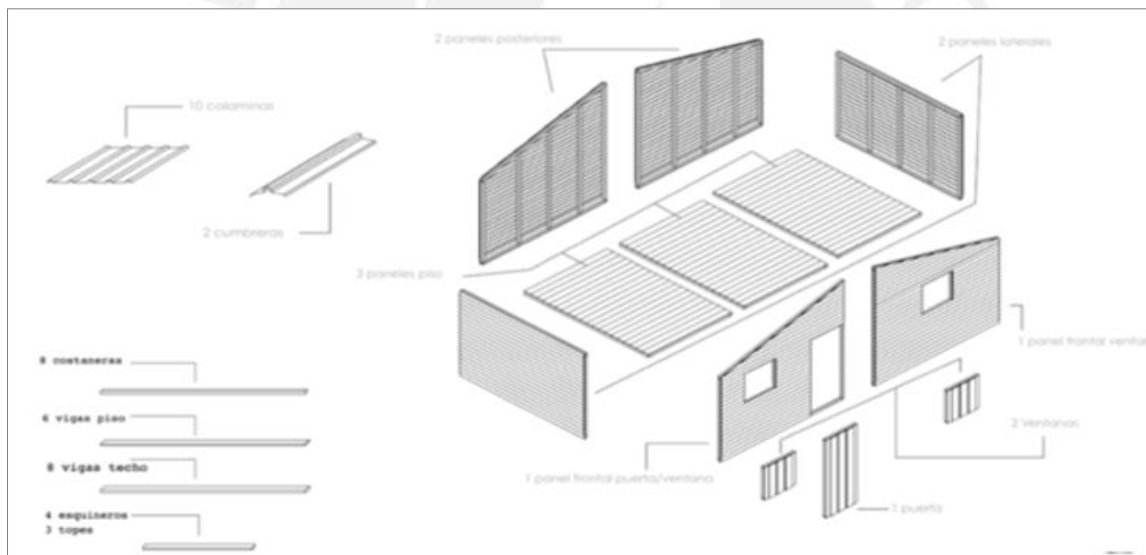 2 paneles posteriores
2 paneles laterales
10 calaminas
2 cumbreras
3 paneles piso
1 panel frontal ventan
8 costaneras
6 vigas piso
2 Ventanas
8 vigas techo
1 panel frontal puerta/ventana
1 puerta
4 esquineros
3 topes